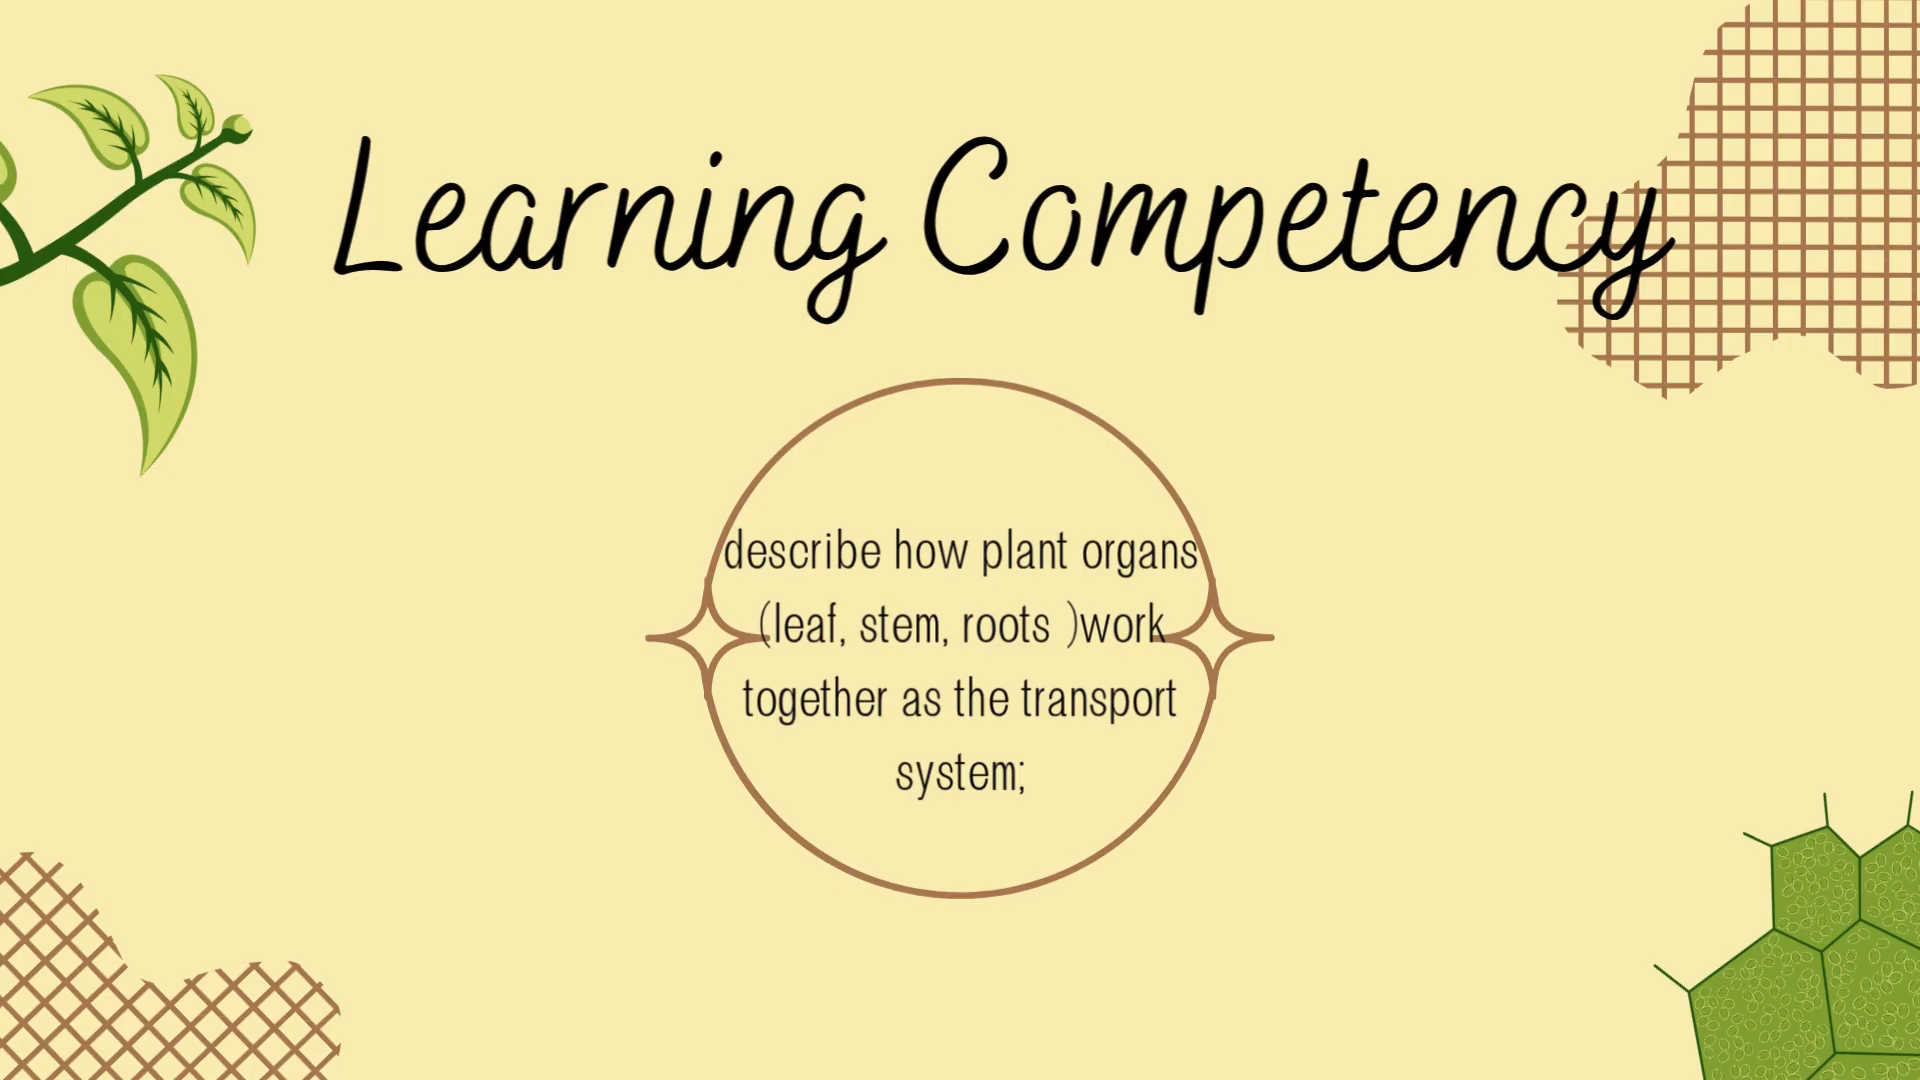 Learning Competency
describe how plant organs
(leaf, stem, roots )work
together as the transport
system;